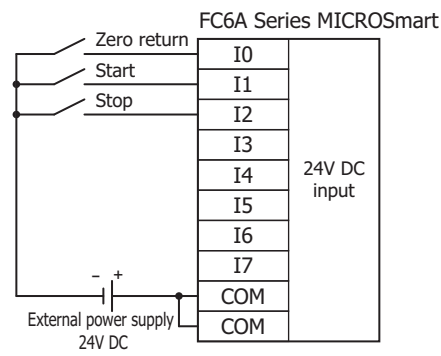 FC6A Series MICROSmart
Zero return
I0
Start
I1
Stop
I2
I3
I4
24V DC
input
I5
I6
I7
– +
COM
External power supply
24V DC
COM